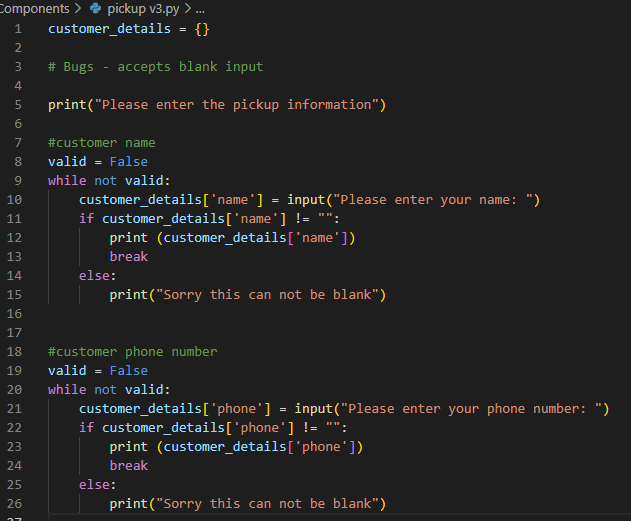 Components > pickup v3.py > ...
1 customer_details = {}
2
3 # Bugs - accepts blank input
4
5 print("Please enter the pickup information")
6
7 #customer name
8 valid = False
9 while not valid:
10     customer_details['name'] = input("Please enter your name: ")
11     if customer_details['name'] != "":
12         print (customer_details['name'])
13         break
14     else:
15         print("Sorry this can not be blank")
16
17
18 #customer phone number
19 valid = False
20 while not valid:
21     customer_details['phone'] = input("Please enter your phone number: ")
22     if customer_details['phone'] != "":
23         print (customer_details['phone'])
24         break
25     else:
26         print("Sorry this can not be blank")
27